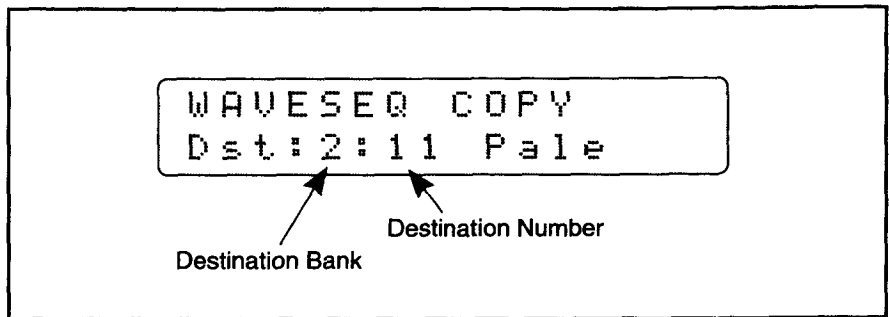 WAVESEQ COPY
Dst:2:11 Pale
Destination Number
Destination Bank